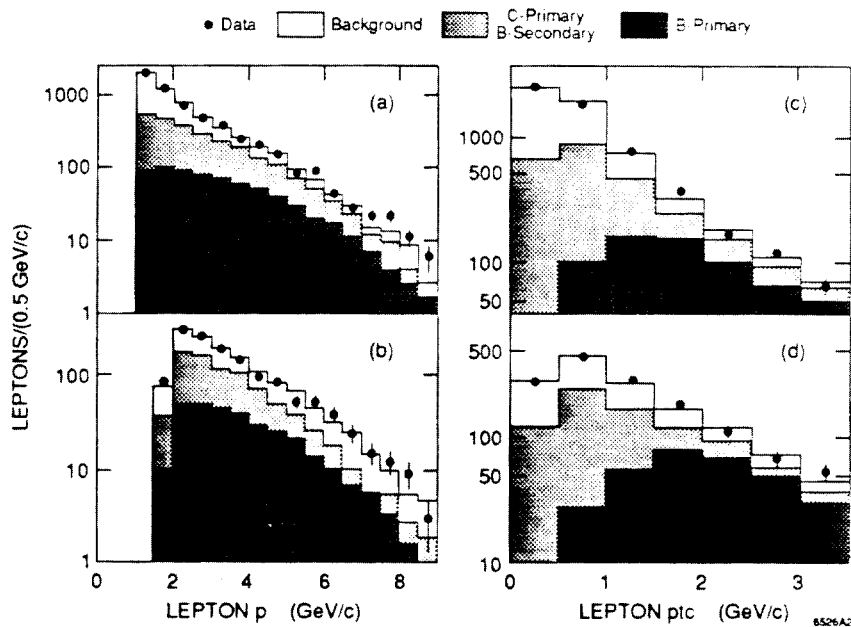 Data
Background
C-Primary
B-Secondary
B-Primary
LEPTONS/(0.5 GeV/c)
1000
100
10
1
(a)
1000
500
100
50
(c)
100
10
1
(b)
500
100
50
10
(d)
0 2 4 6 8
0 1 2 3
LEPTON p (GeV/c)
LEPTON ptc (GeV/c)
6526A2